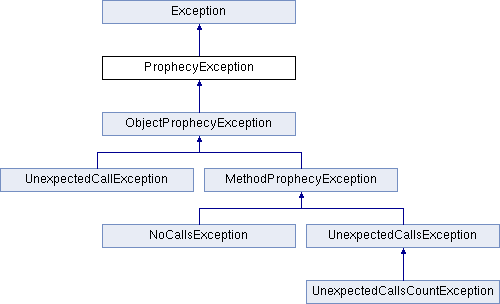 Exception
ProphecyException
ObjectProphecyException
UnexpectedCallException
MethodProphecyException
NoCallsException
UnexpectedCallsException
UnexpectedCallsCountException